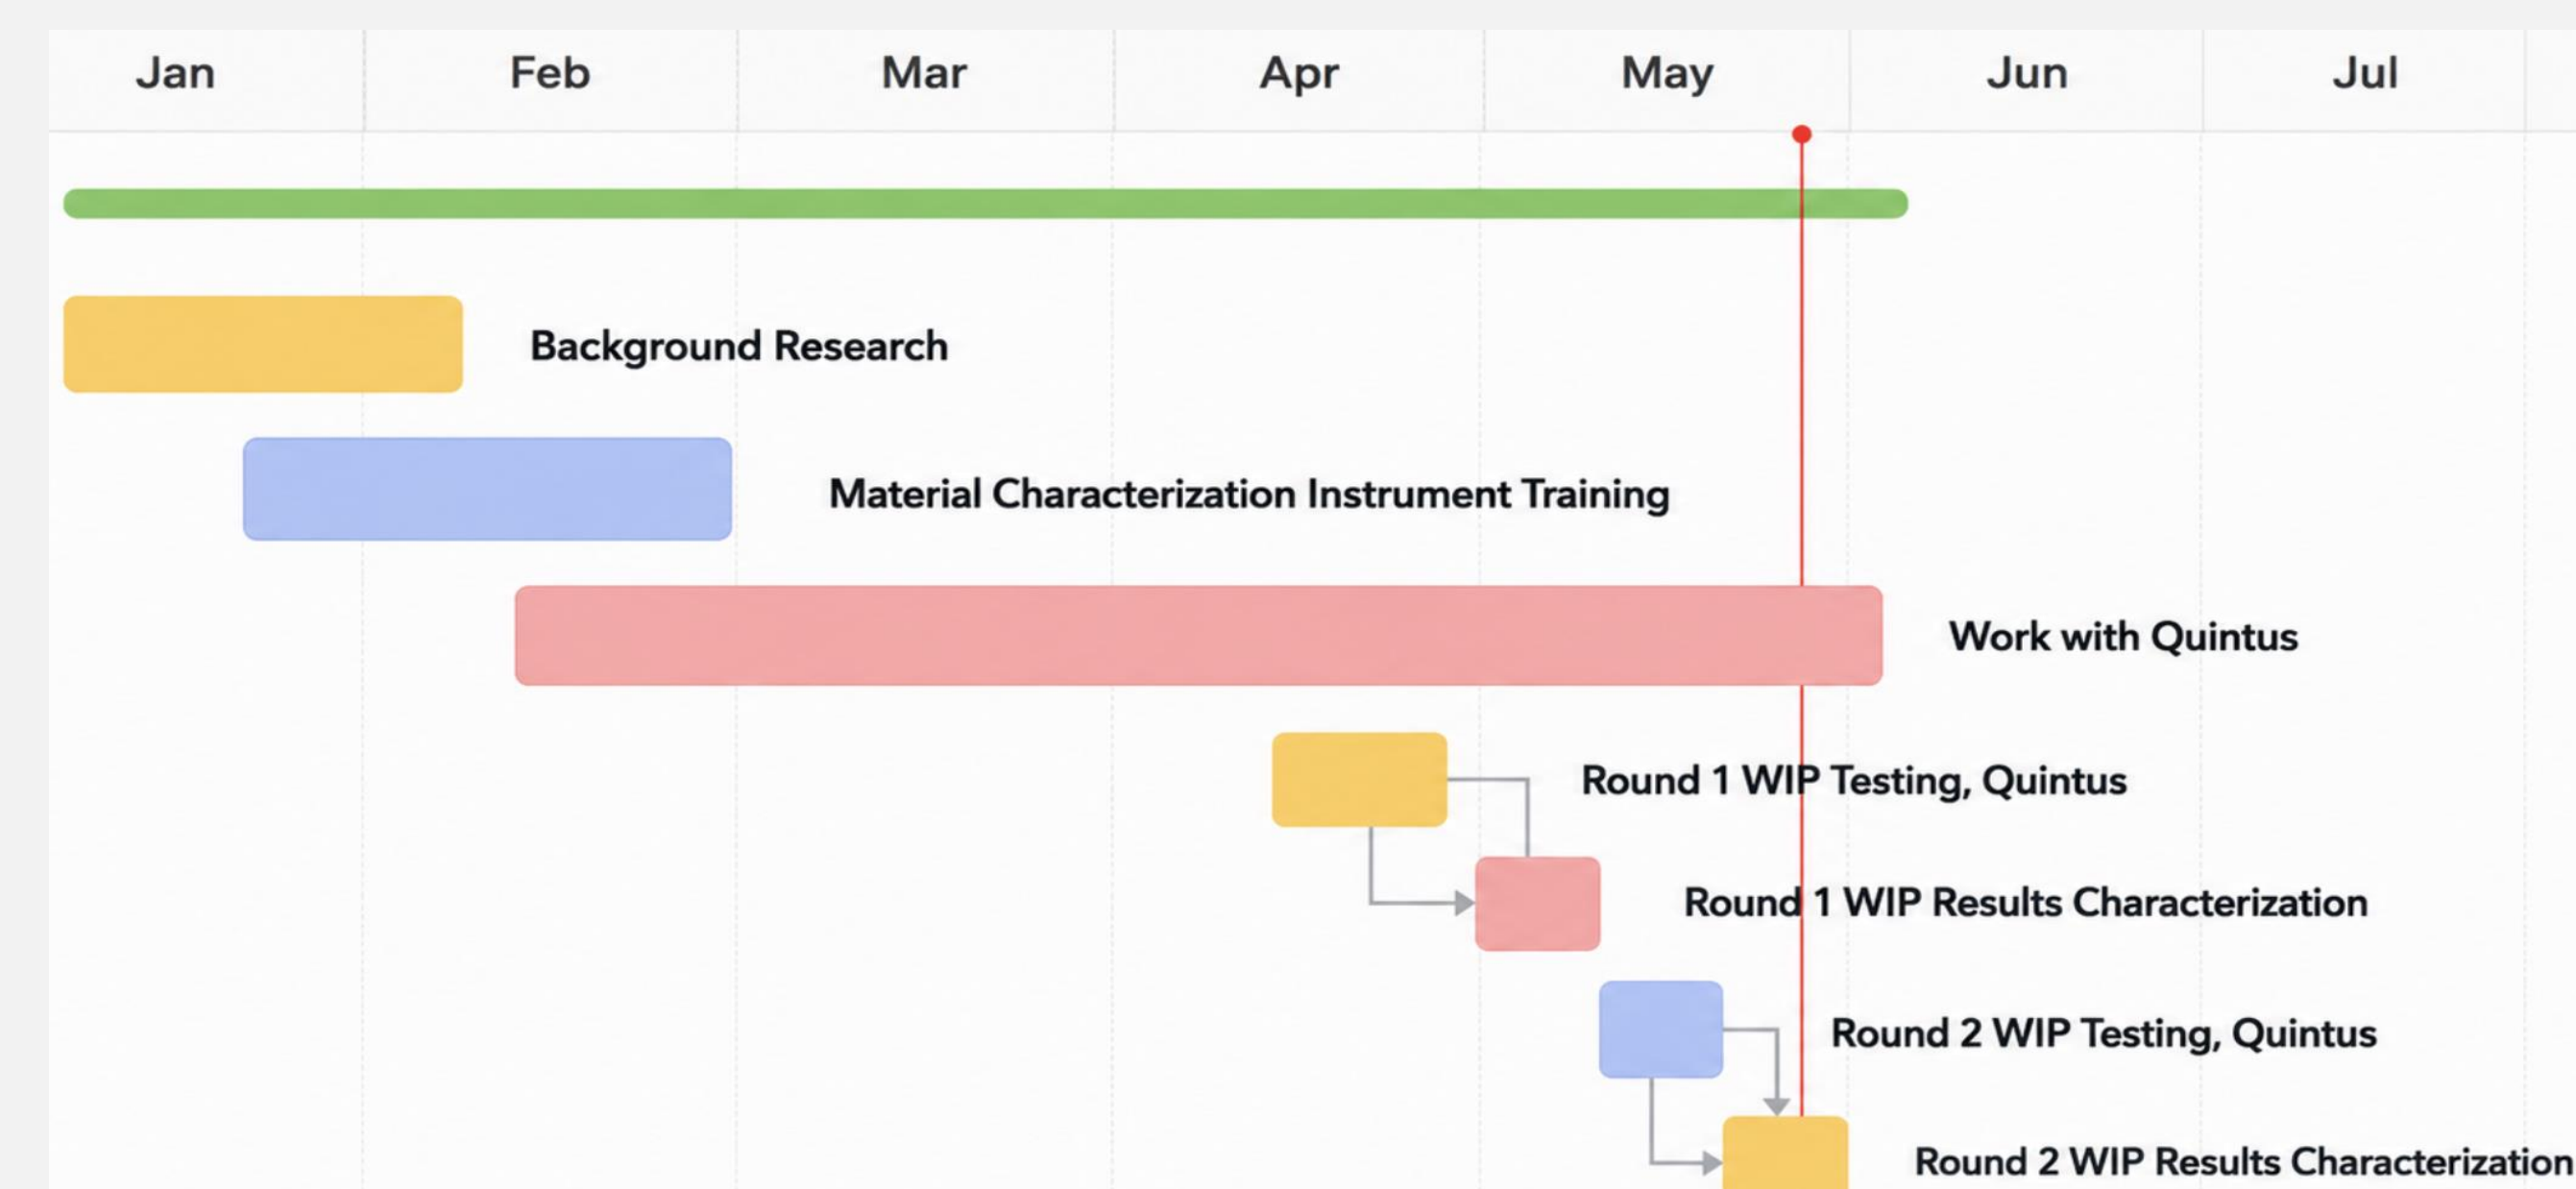 Jan Feb Mar Apr May Jun Jul
Background Research
Material Characterization Instrument Training
Work with Quintus
Round 1 WIP Testing, Quintus
Round 1 WIP Results Characterization
Round 2 WIP Testing, Quintus
Round 2 WIP Results Characterization